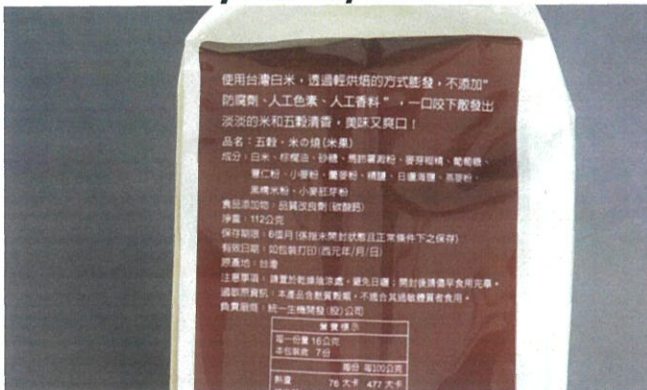 使用台灣白米，透過輕烘焙的方式膨發，不添加"
防腐劑、人工色素、人工香料"，一口咬下散發出
淡淡的米和五穀清香，美味又爽口！
品名：五穀・米の燒(米果)
成分：白米、棕櫚油、砂糖、馬鈴薯澱粉、麥芽糊精、葡萄糖、
薏仁粉、小麥粉、蕎麥粉、精鹽、日曬海鹽、燕麥粉、
黑糯米粉、小麥胚芽粉
食品添加物：品質改良劑(碳酸鈣)
淨重：112公克
保存期限：6個月(係指未開封狀態且正常條件下之保存)
有效日期：如包裝打印(西元年/月/日)
原產地：台灣
注意事項：請置於乾燥陰涼處，避免日曬；開封後請儘早食用完畢。
過敏原資訊：本產品含麩質穀類，不適合其過敏體質者食用。
負責廠商：統一生機開發(股)公司
營養標示
每一份量 16公克
本包裝含 7份
每份 每100公克
熱量 76 大卡 477 大卡